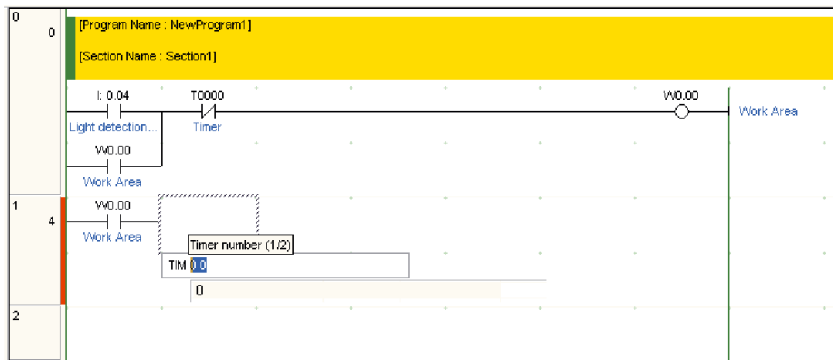 0
0
[Program Name : NewProgram1]
[Section Name : Section1]
I: 0.04 T0000 W0.00
Work Area
Light detection... Timer
W0.00
Work Area
1
4
W0.00
Work Area
Timer number (1/2)
TIM 0 0
0
2